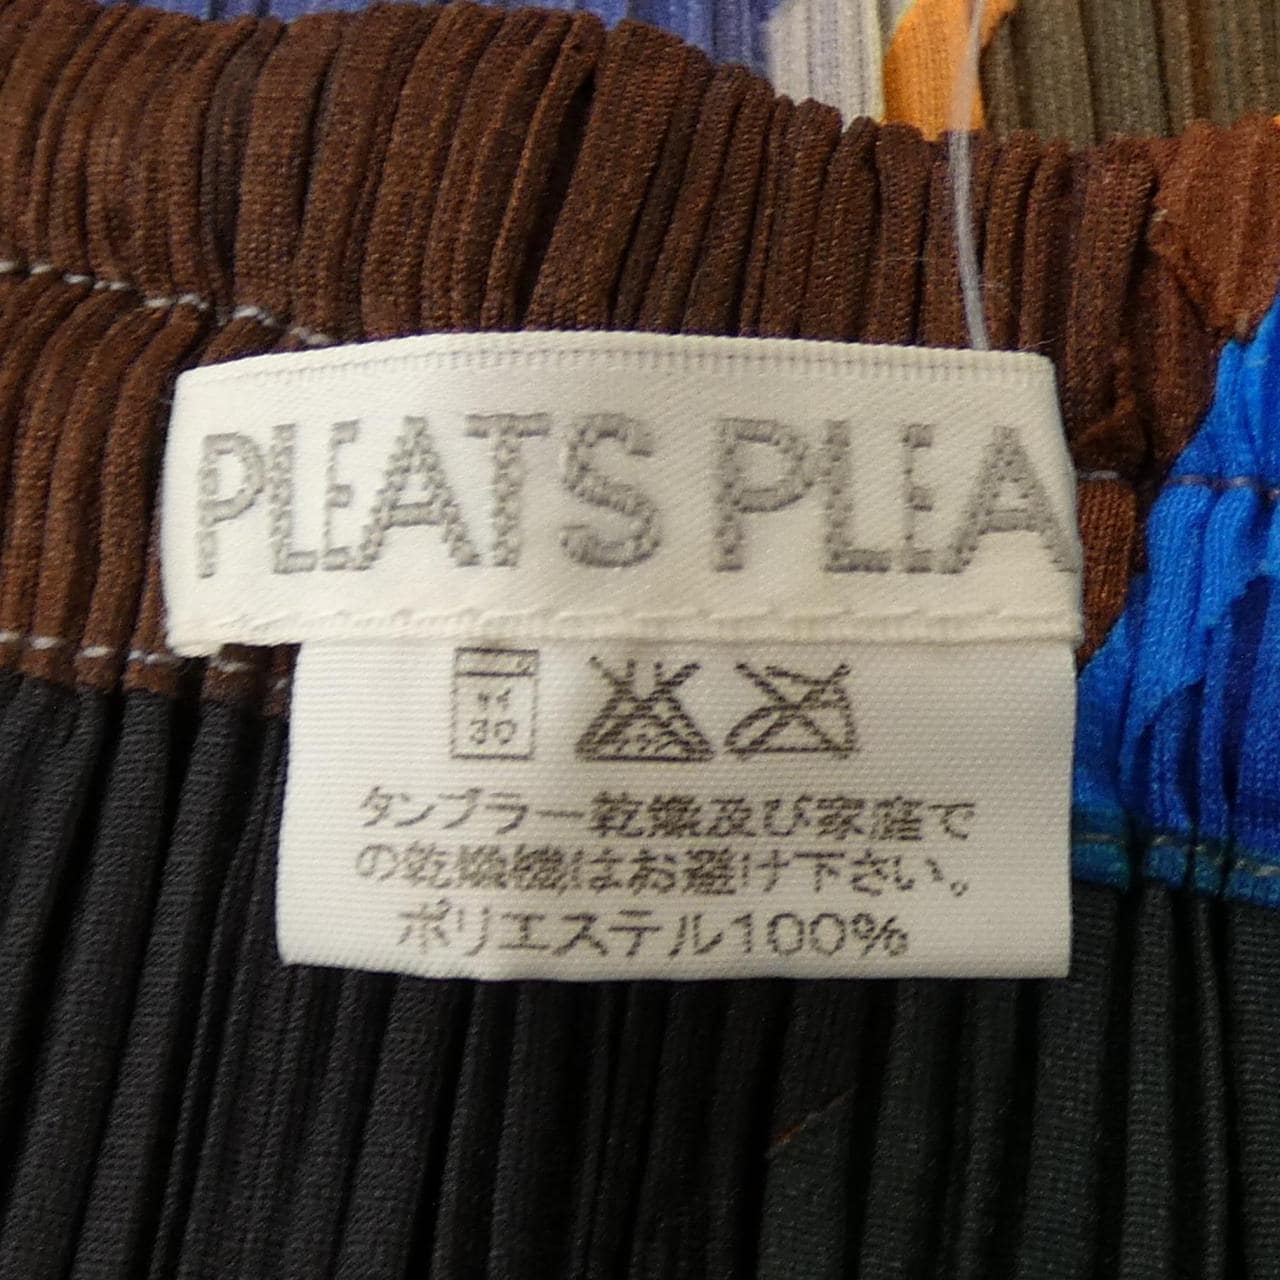 PLEATS PLEA
30
タンブラー乾燥及び家庭で
の乾燥機はお避け下さい。
ポリエステル100%